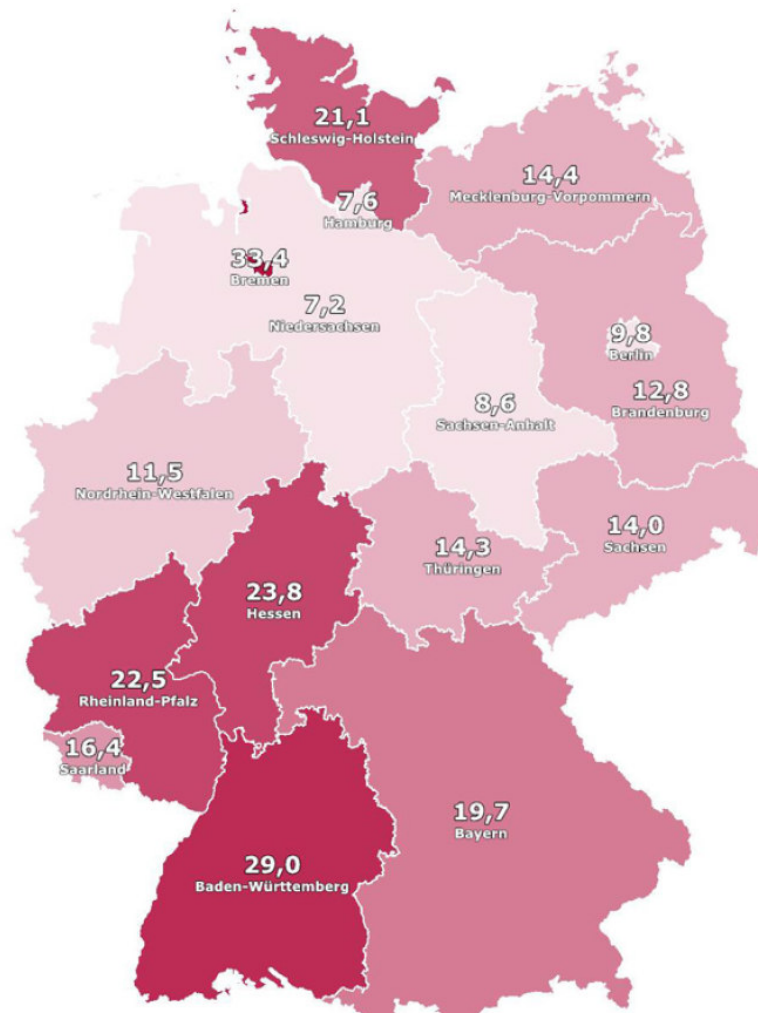 21,1
Schleswig-Holstein
14,4
Mecklenburg-Vorpommern
7,6
Hamburg
33,4
Bremen
7,2
Niedersachsen
9,8
Berlin
12,8
Brandenburg
8,6
Sachsen-Anhalt
11,5
Nordrhein-Westfalen
14,0
Sachsen
14,3
Thüringen
23,8
Hessen
22,5
Rheinland-Pfalz
16,4
Saarland
19,7
Bayern
29,0
Baden-Württemberg